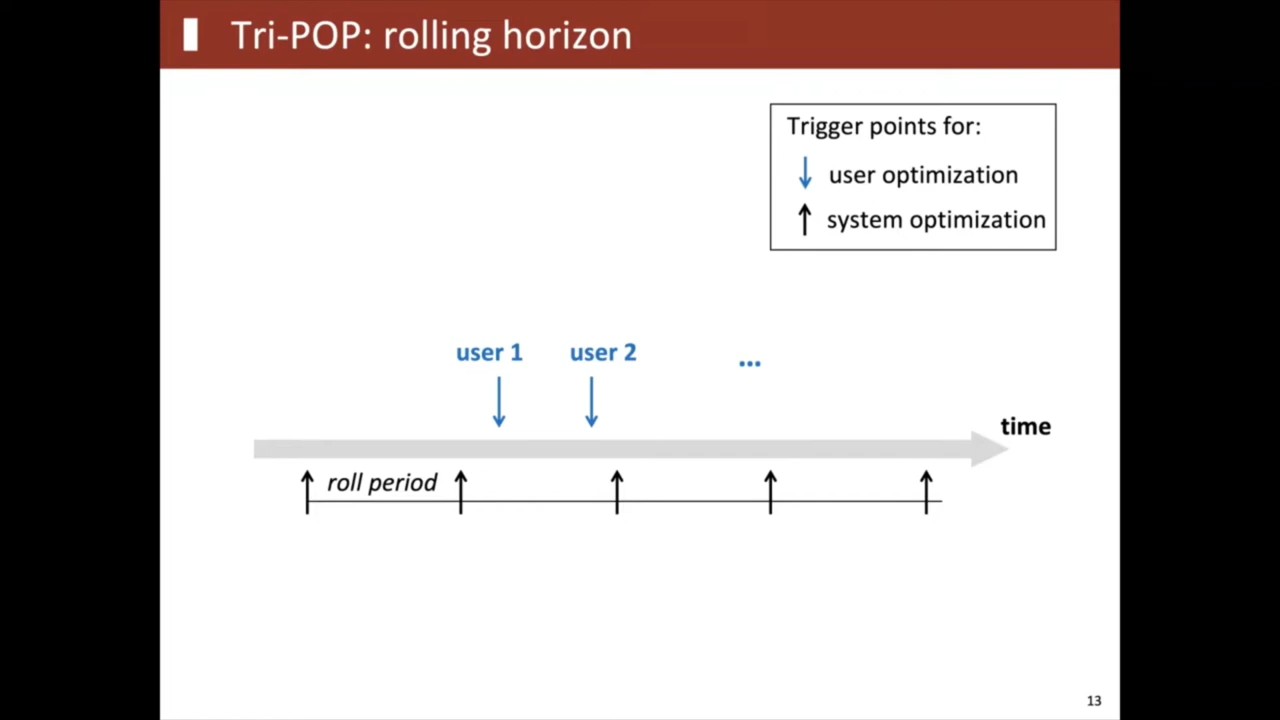 Tri-POP: rolling horizon
Trigger points for:
user optimization
system optimization
user 1
user 2
...
time
roll period
13